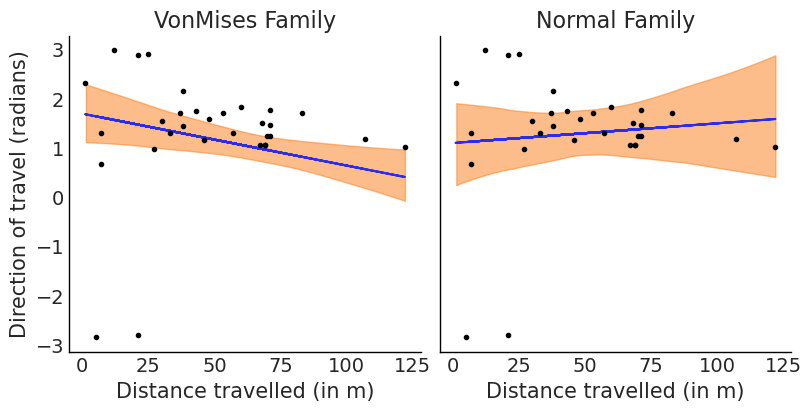 VonMises Family
Normal Family
Direction of travel (radians)
3
2
1
0
−1
−2
−3
0 25 50 75 100 125
0 25 50 75 100 125
Distance travelled (in m)
Distance travelled (in m)